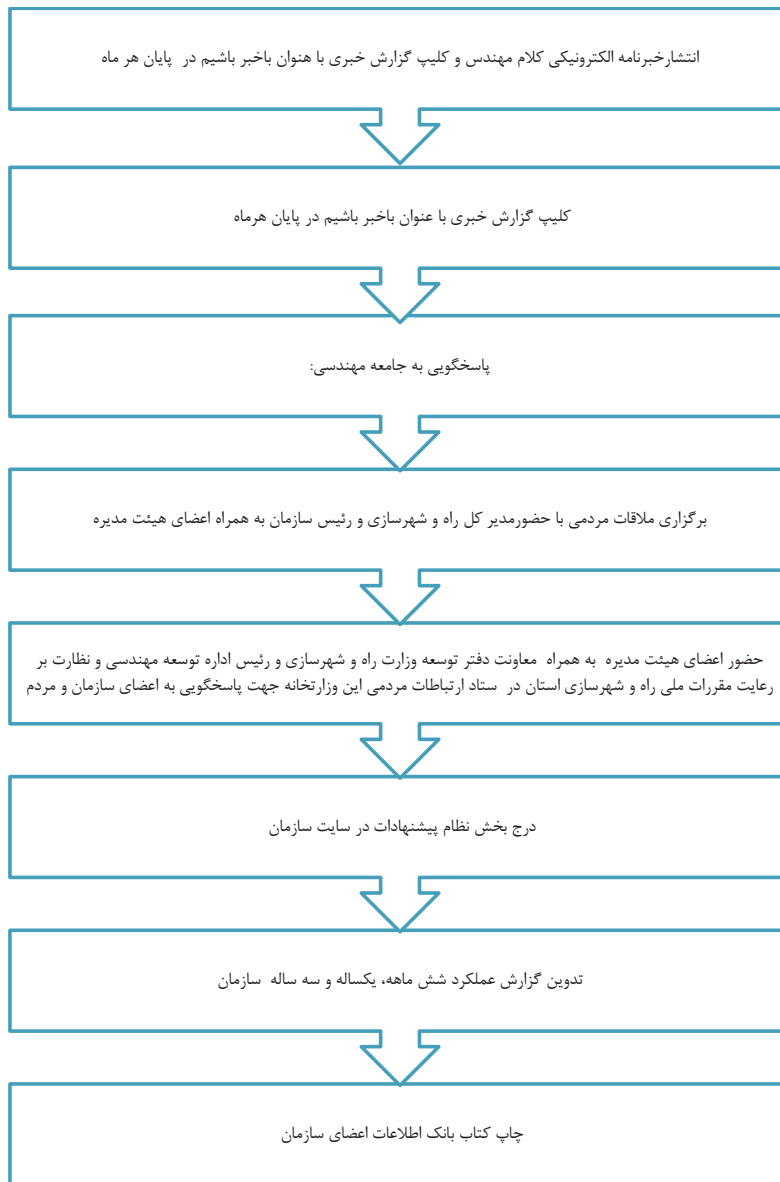 انتشارخبرنامه الکترونیکی کلام مهندس و کلیپ گزارش خبری با هنوان باخبر باشیم در پایان هر ماه
کلیپ گزارش خبری با عنوان باخبر باشیم در پایان هرماه
پاسخگویی به جامعه مهندسی:
برگزاری ملاقات مردمی با حضورمدیر کل راه و شهرسازی و رئیس سازمان به همراه اعضای هیئت مدیره
حضور اعضای هیئت مدیره به همراه معاونت دفتر توسعه وزارت راه و شهرسازی و رئیس اداره توسعه مهندسی و نظارت بر
رعایت مقررات ملی راه و شهرسازی استان در ستاد ارتباطات مردمی این وزارتخانه جهت پاسخگویی به اعضای سازمان و مردم
درج بخش نظام پیشنهادات در سایت سازمان
تدوین گزارش عملکرد شش ماهه، یکساله و سه ساله سازمان
چاپ کتاب بانک اطلاعات اعضای سازمان